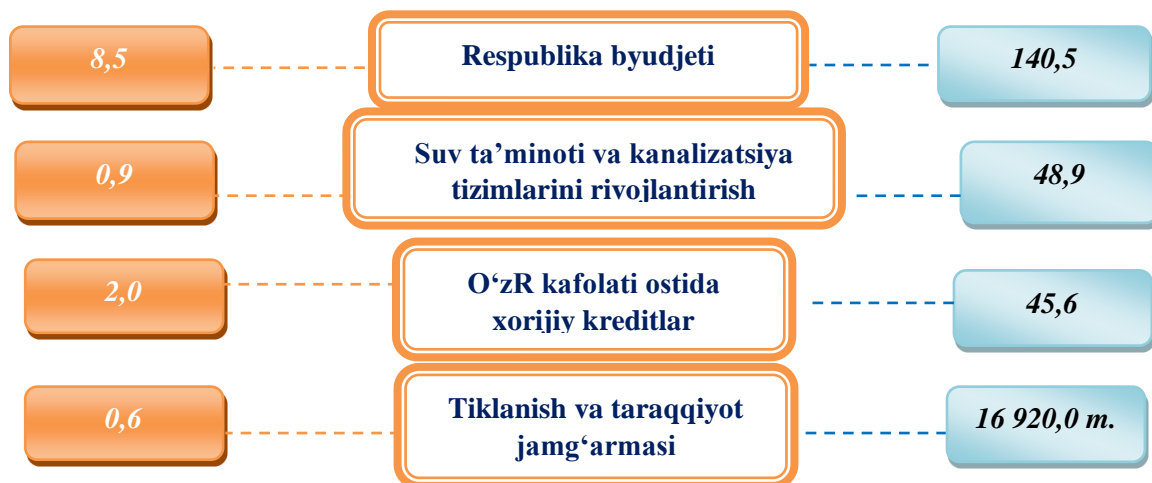 8,5
Respublika byudjeti
140,5
0,9
Suv ta’minoti va kanalizatsiya
tizimlarini rivojlantirish
48,9
2,0
O‘zR kafolati ostida
xorijiy kreditlar
45,6
0,6
Tiklanish va taraqqiyot
jamg‘armasi
16 920,0 m.